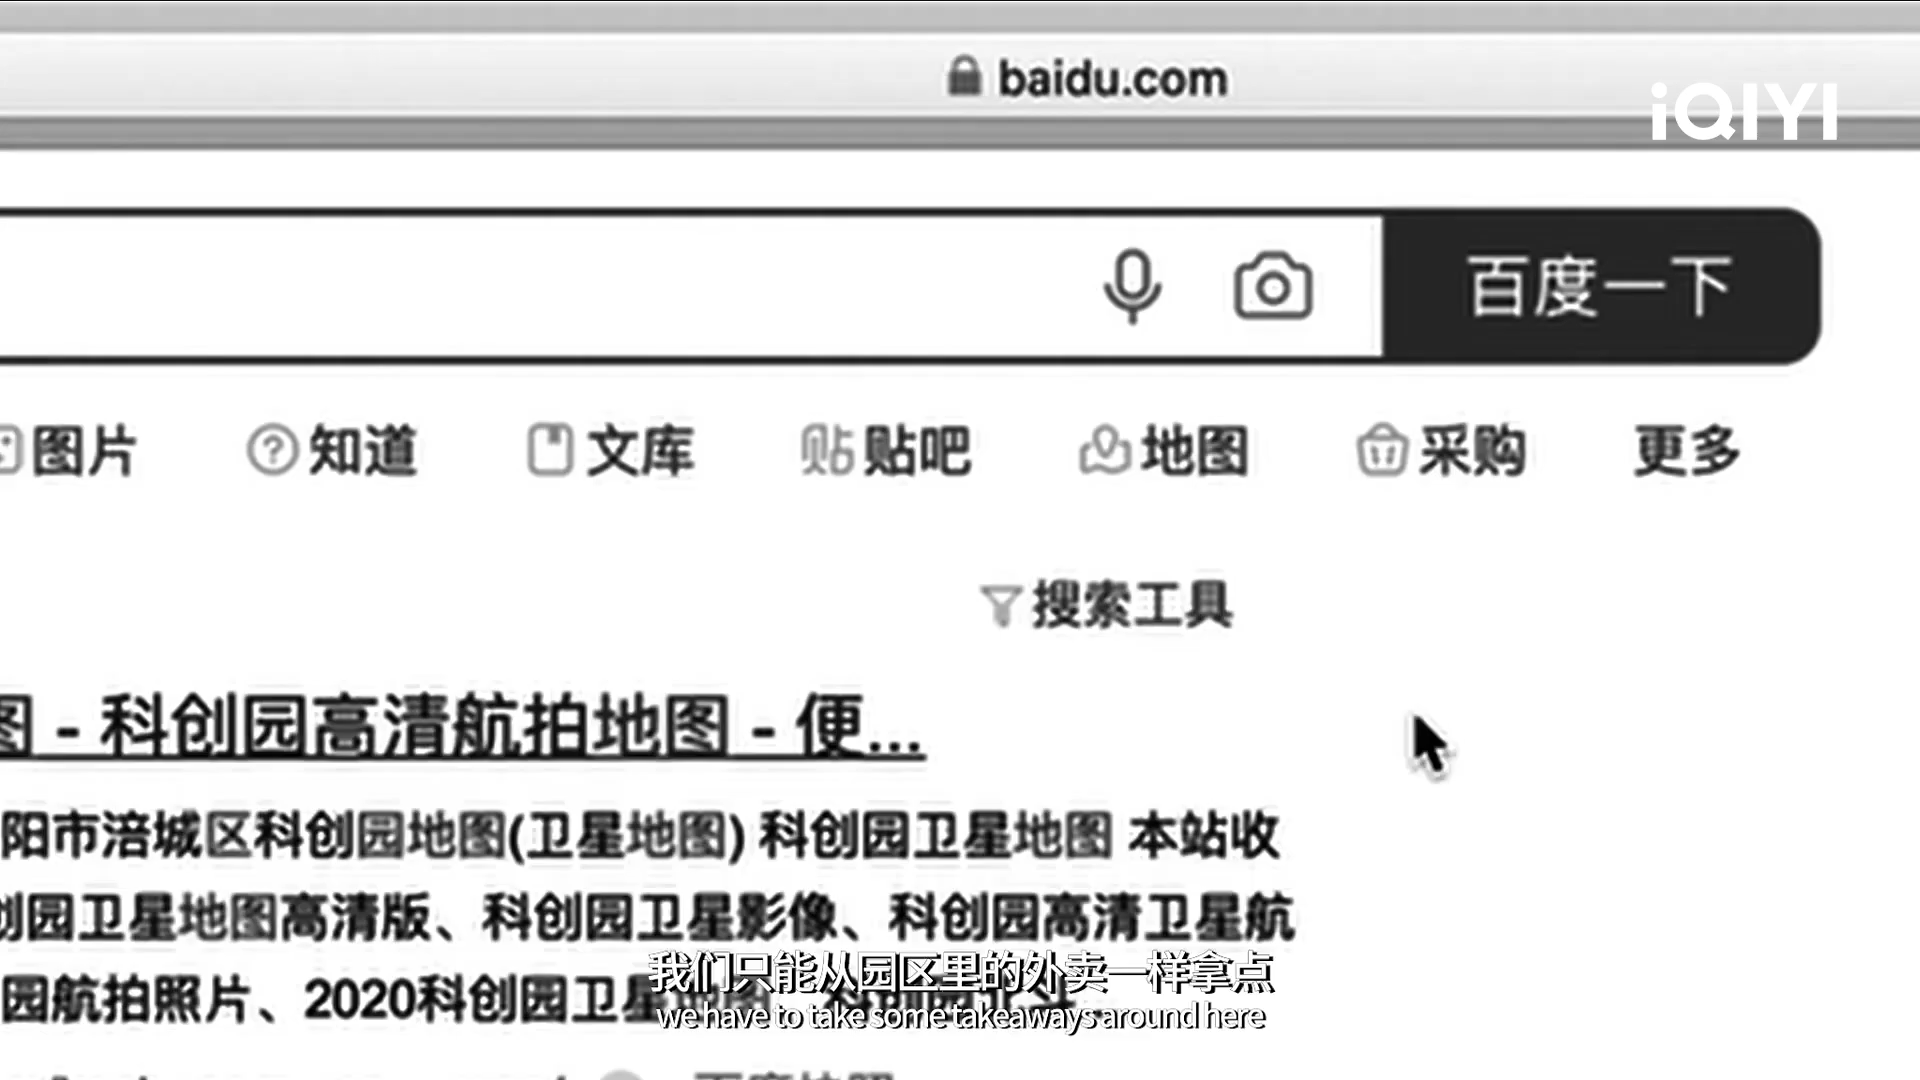 baidu.com
iQIYI
百度一下
图片 知道 文库 贴贴吧 地图 采购 更多
搜索工具
图 - 科创园高清航拍地图 - 便...
阳市涪城区科创园地图(卫星地图) 科创园卫星地图 本站收
创园卫星地图高清版、科创园卫星影像、科创园高清卫星航
园航拍照片、2020科创园卫星
我们只能从园区里的外卖一样拿点
we have to take some takeaways around here